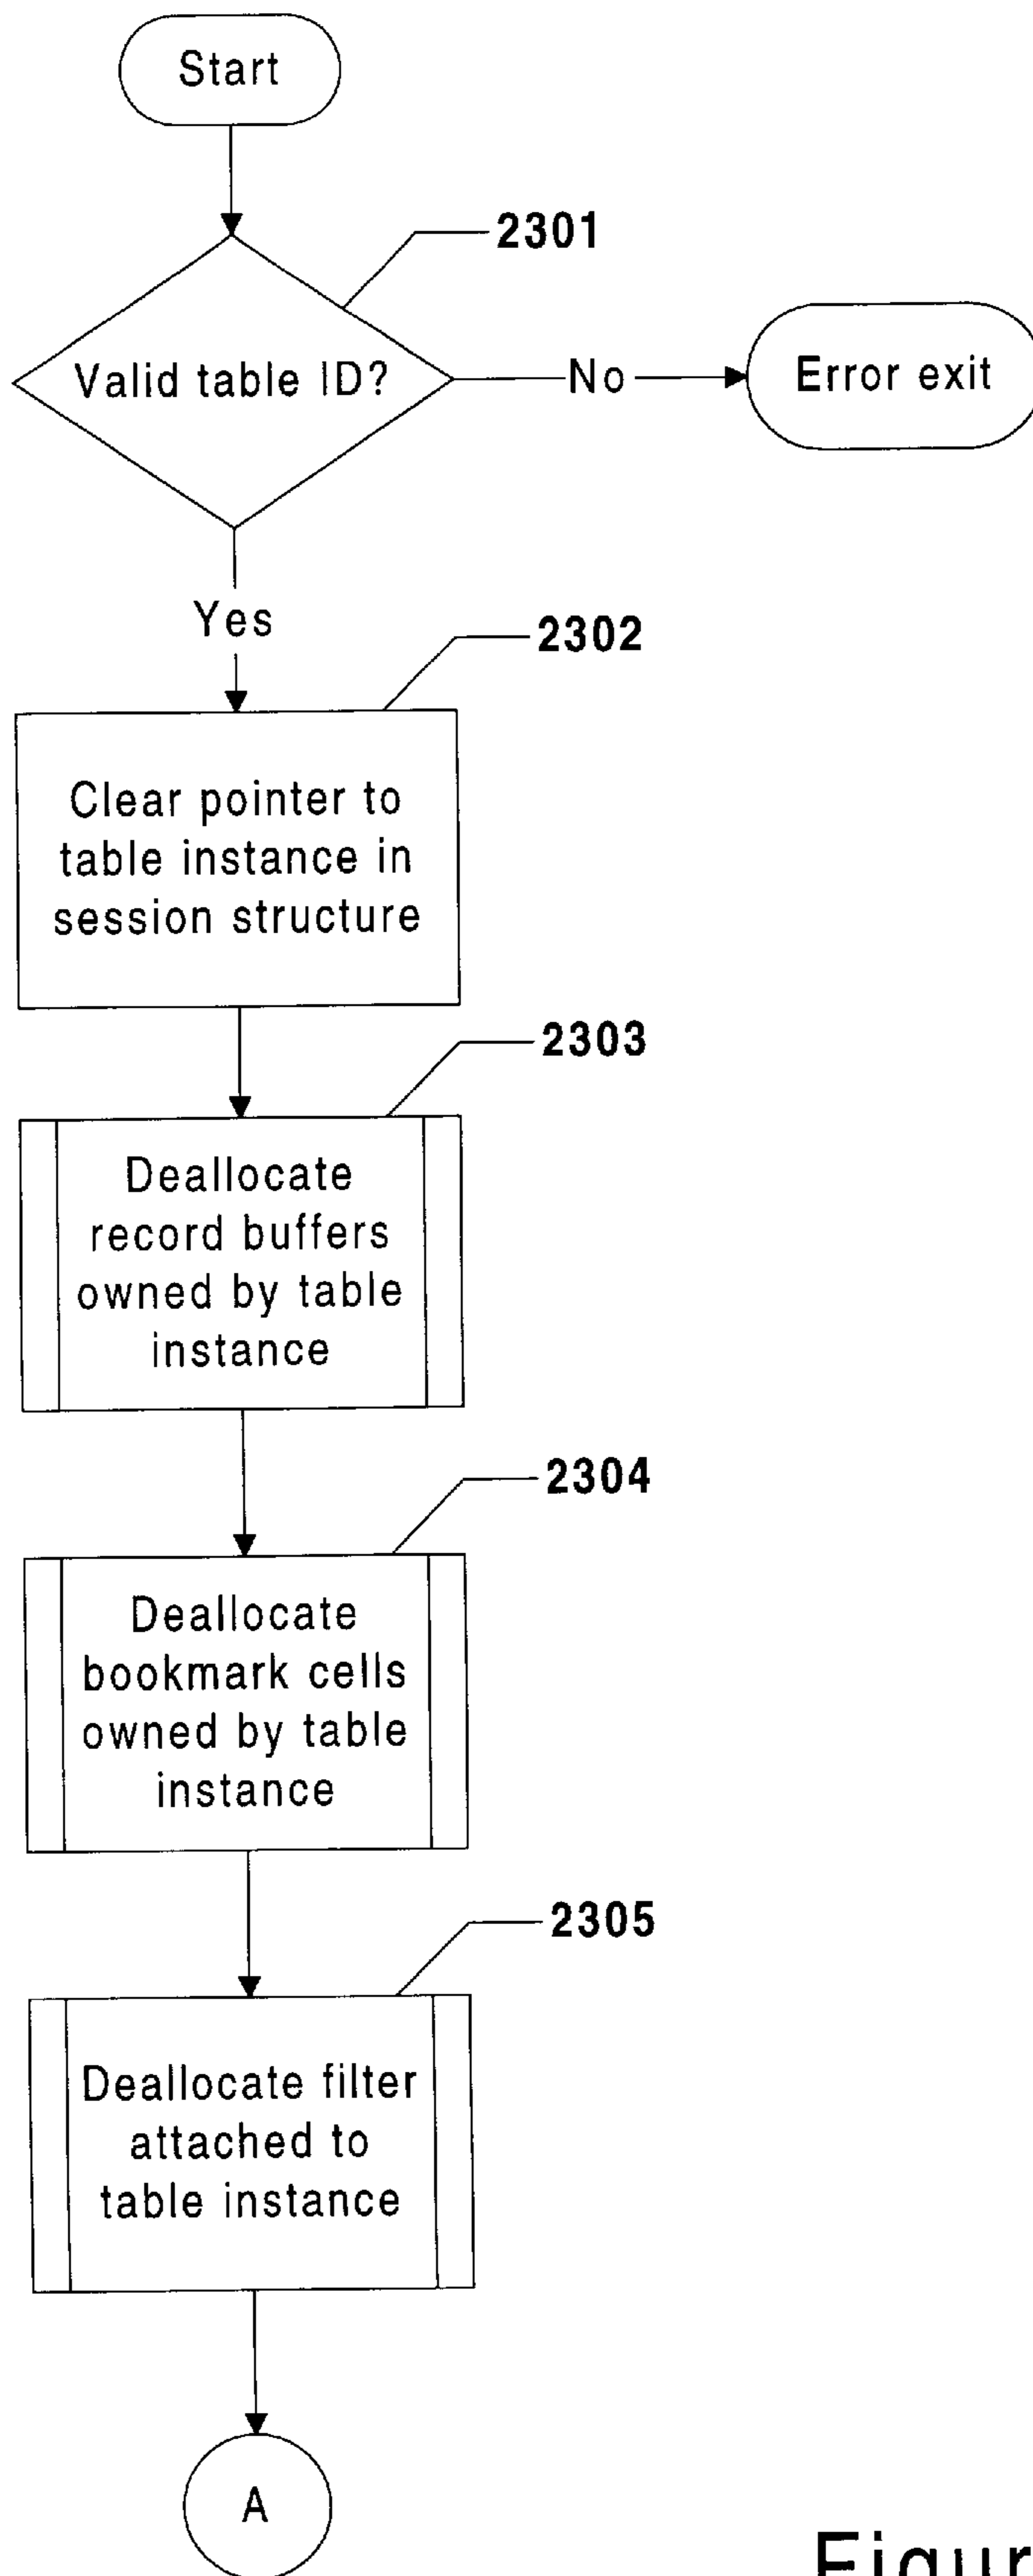 Start
2301
Valid table ID?
No
Error exit
Yes
2302
Clear pointer to
table instance in
session structure
2303
Deallocate
record buffers
owned by table
instance
2304
Deallocate
bookmark cells
owned by table
instance
2305
Deallocate filter
attached to
table instance
A